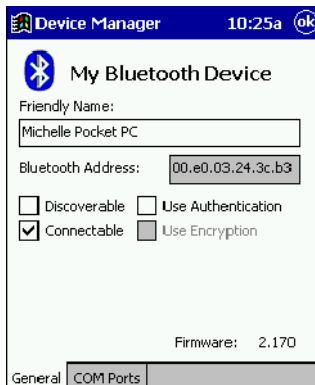 Device Manager 10:25a ok
My Bluetooth Device
Friendly Name:
Michelle Pocket PC
Bluetooth Address: 00.e0.03.24.3c.b3
Discoverable Use Authentication
Connectable Use Encryption
Firmware: 2.170
General COM Ports